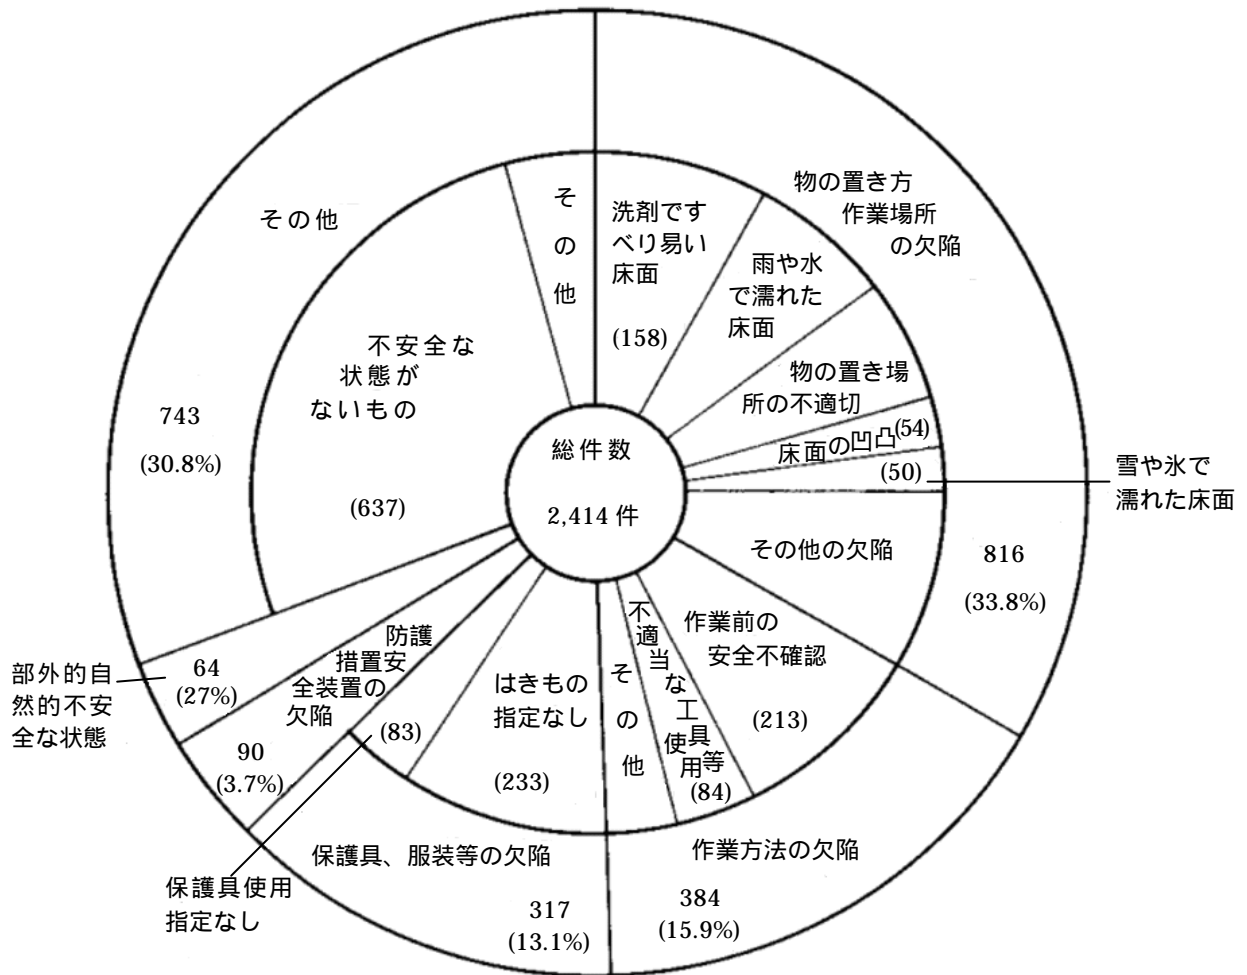 物の置き方
作業場所
の欠陥
816
(33.8%)
洗剤です
べり易い
床面
(158)
雨や水
で濡れた
床面
物の置き場
所の不適切
床面の凹凸(54)
(50)
雪や氷で
濡れた床面
その他の欠陥
作業方法の欠陥
384
(15.9%)
作業前の
安全不確認
(213)
不適当な工具等
使用
(84)
その他
保護具、服装等の欠陥
317
(13.1%)
はきもの
指定なし
(233)
(83)
保護具使用
指定なし
防護
措置安
全装置の
欠陥
90
(3.7%)
64
(27%)
部外的自
然的不安
全な状態
その他
743
(30.8%)
不安全な
状態が
ないもの
(637)
その他
総件数
2,414 件